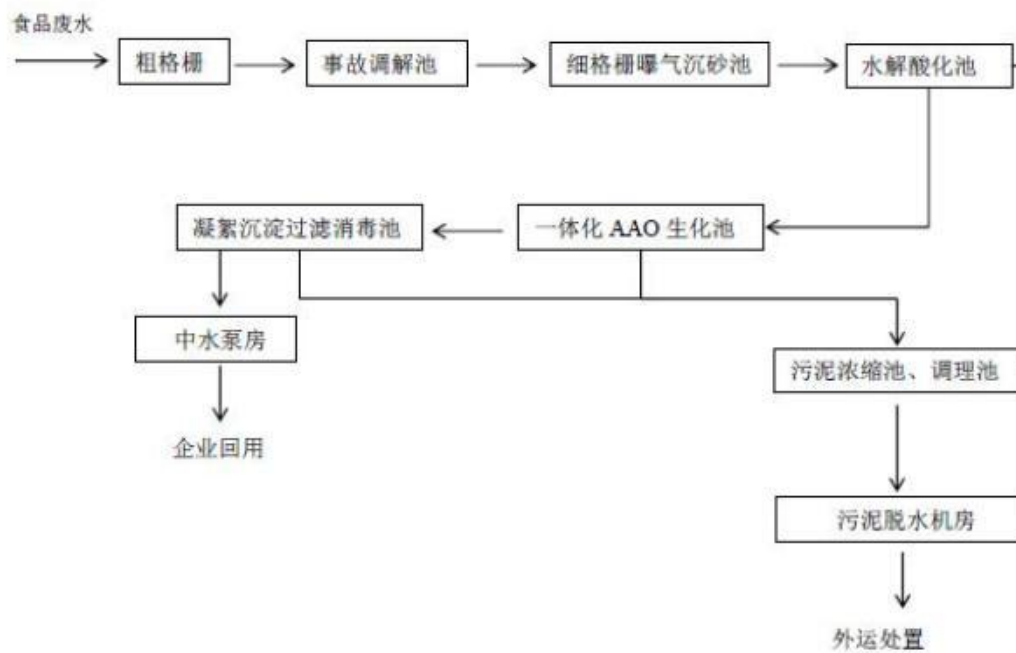 食品废水
粗格栅
事故调解池
细格栅曝气沉砂池
水解酸化池
凝絮沉淀过滤消毒池
一体化 AAO 生化池
中水泵房
污泥浓缩池、调理池
企业回用
污泥脱水机房
外运处置